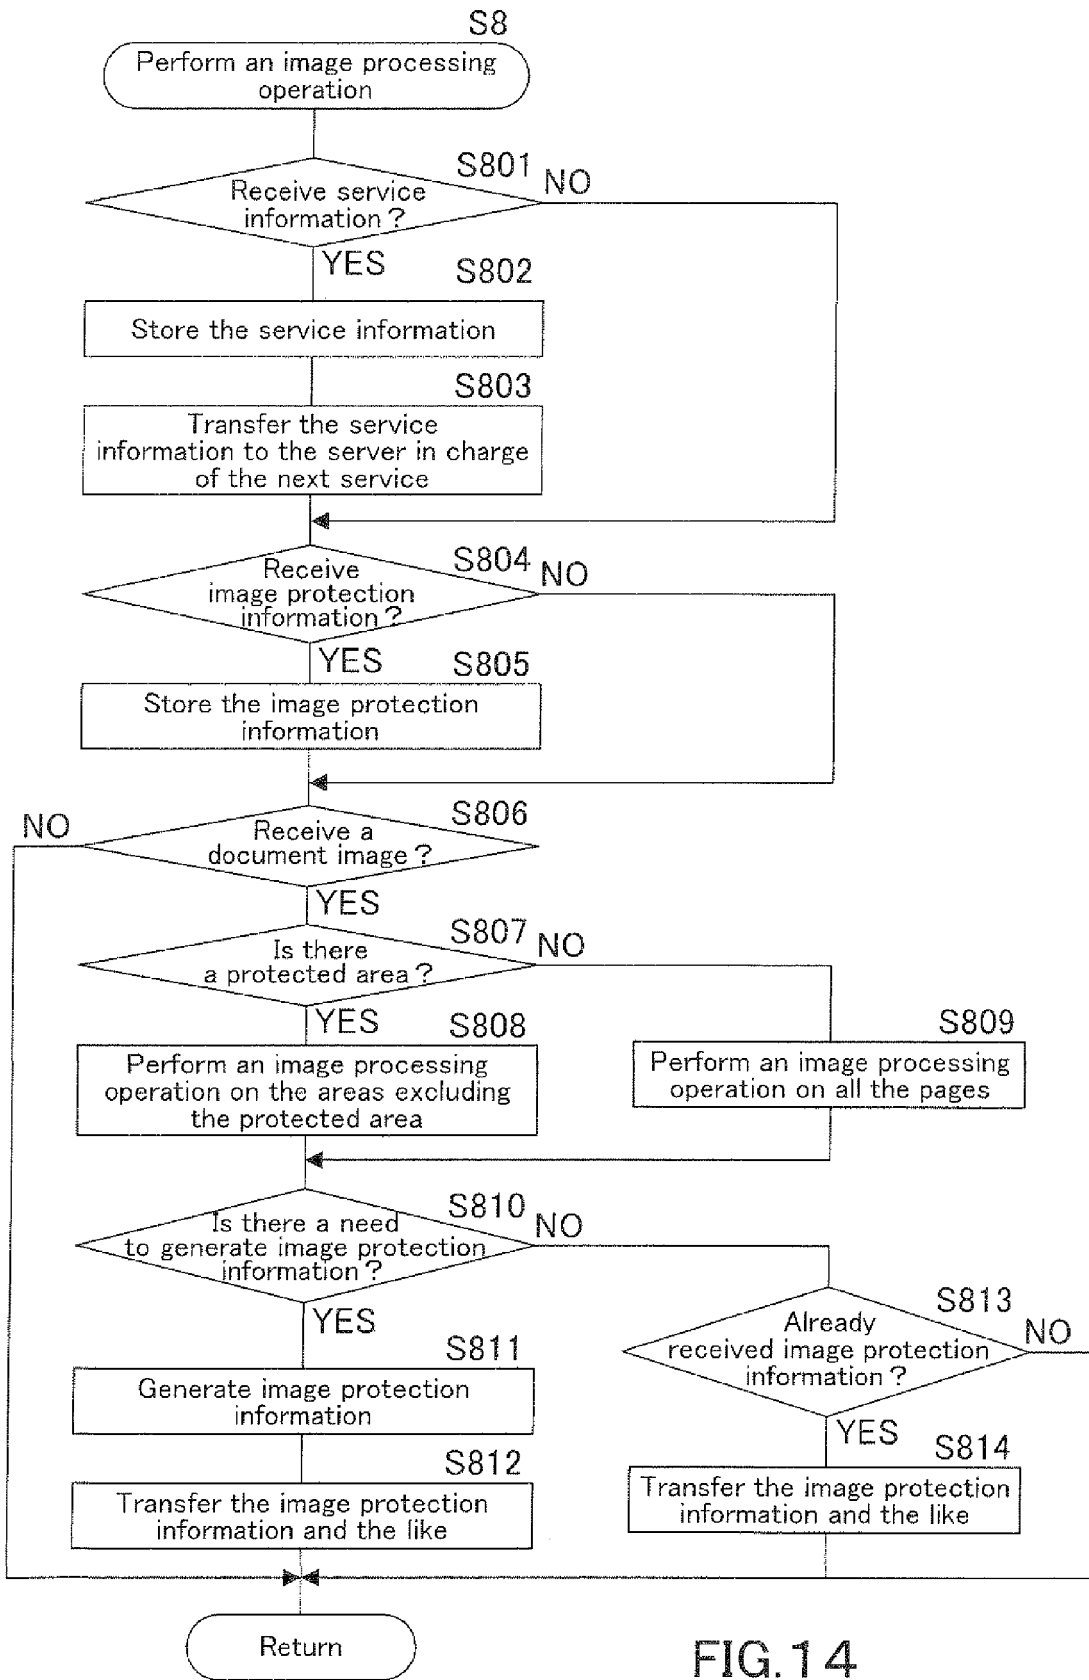 S8
Perform an image processing
operation
S801
Receive service
information?
NO
YES
S802
Store the service information
S803
Transfer the service
information to the server in charge
of the next service
S804
Receive
image protection
information?
NO
YES
S805
Store the image protection
information
S806
NO
Receive a
document image?
YES
S807
Is there
a protected area?
NO
YES
S808
Perform an image processing
operation on the areas excluding
the protected area
S809
Perform an image processing
operation on all the pages
S810
Is there a need
to generate image protection
information?
NO
YES
S811
Generate image protection
information
S812
Transfer the image protection
information and the like
S813
Already
received image protection
information?
NO
YES
S814
Transfer the image protection
information and the like
Return
FIG.14